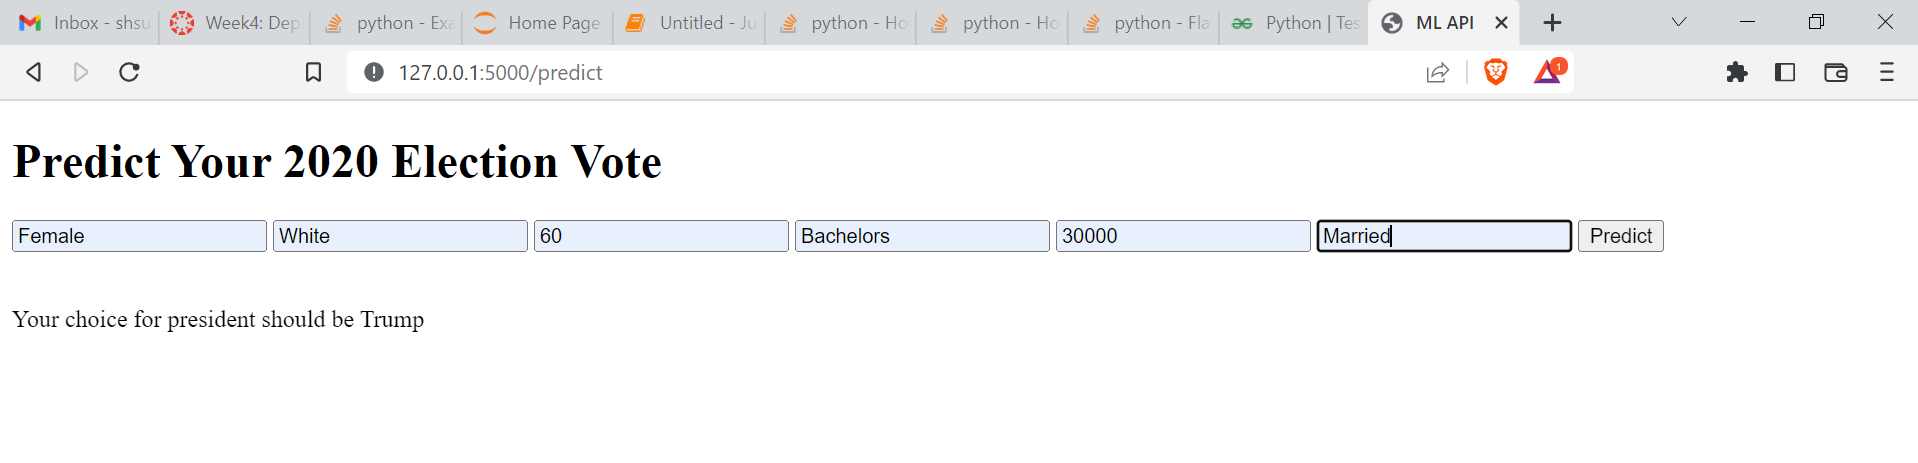 Inbox - shsu Week4: Dep python - Exa Home Page Untitled - Ju python - Ho python - Ho python - Fla Python | Tes ML API
127.0.0.1:5000/predict 1
Predict Your 2020 Election Vote
Female White 60 Bachelors 30000 Married Predict
Your choice for president should be Trump